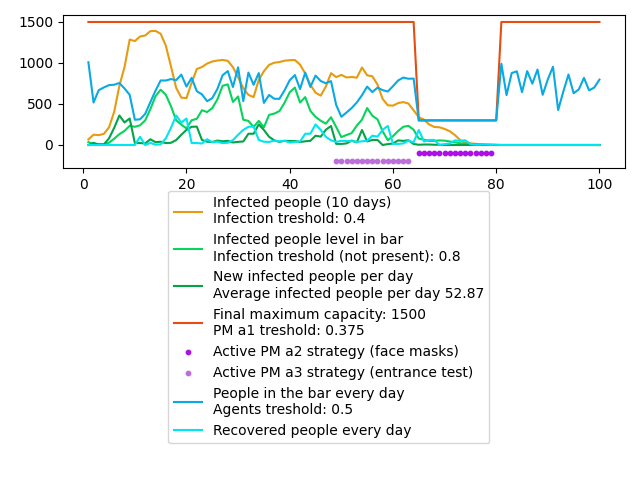 1500
1000
500
0
0 20 40 60 80 100
Infected people (10 days)
Infection treshold: 0.4
Infected people level in bar
Infection treshold (not present): 0.8
New infected people per day
Average infected people per day 52.87
Final maximum capacity: 1500
PM a1 treshold: 0.375
Active PM a2 strategy (face masks)
Active PM a3 strategy (entrance test)
People in the bar every day
Agents treshold: 0.5
Recovered people every day